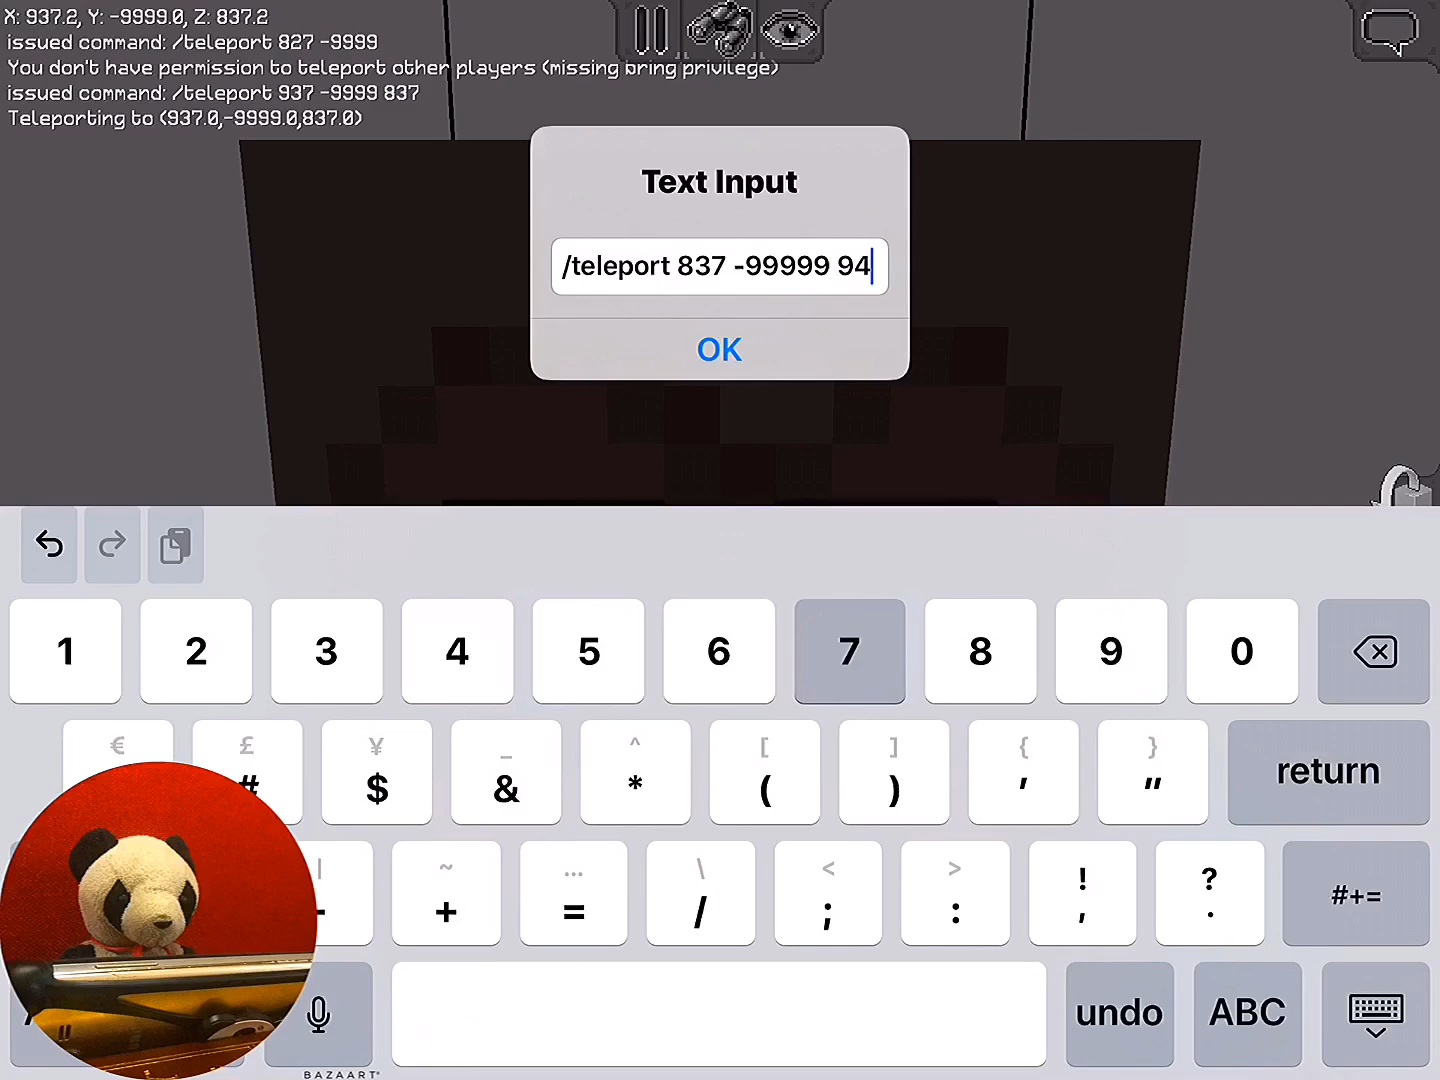 X: 937.2, Y: -9999.0, Z: 837.2
issued command: /teleport 827 -9999
You don't have permission to teleport other players (missing bring privilege)
issued command: /teleport 937 -9999 837
Teleporting to (937.0,-9999.0,837.0)
Text Input
/teleport 837 -99999 94
OK
1 2 3 4 5 6 7 8 9 0
€ £ ¥ _ ^ [ ] { }
# $ & * ( ) ' " return
| ~ … \ < > ! ?
- + = / ; : , . #+=
undo ABC
BAZAART